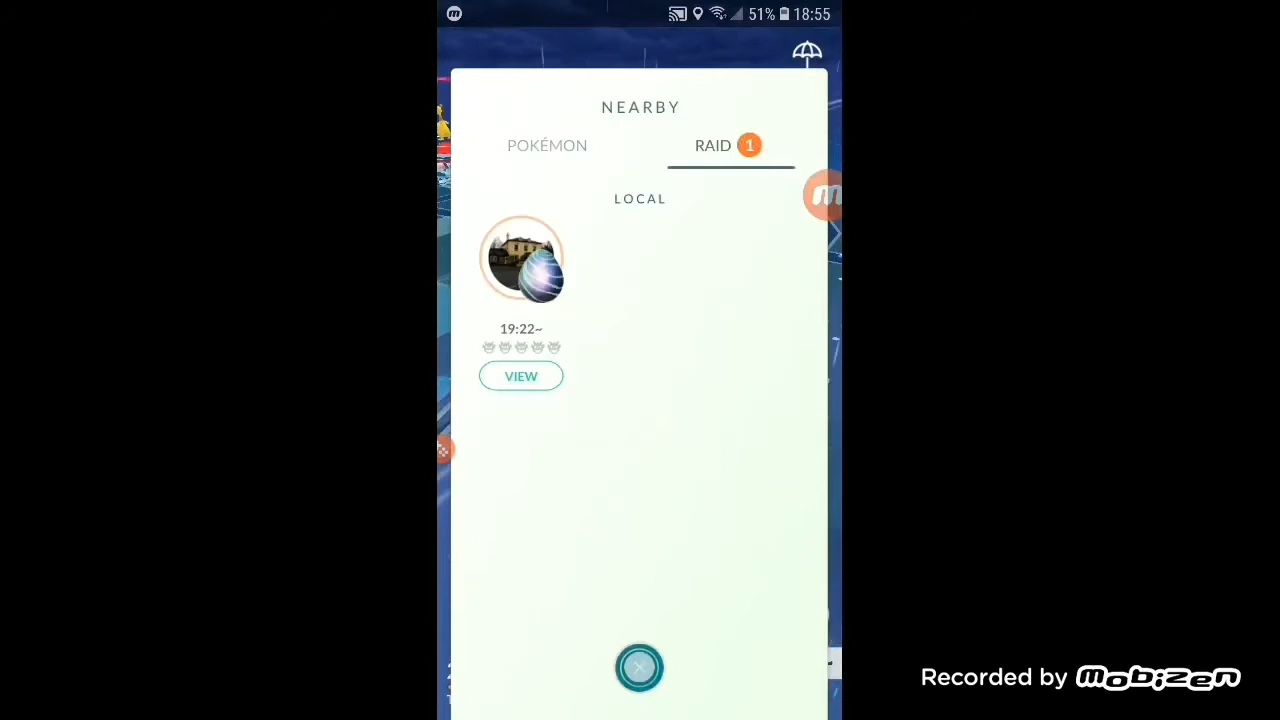 51% 18:55
NEARBY
POKÉMON
RAID 1
LOCAL
19:22~
VIEW
Recorded by mobizen